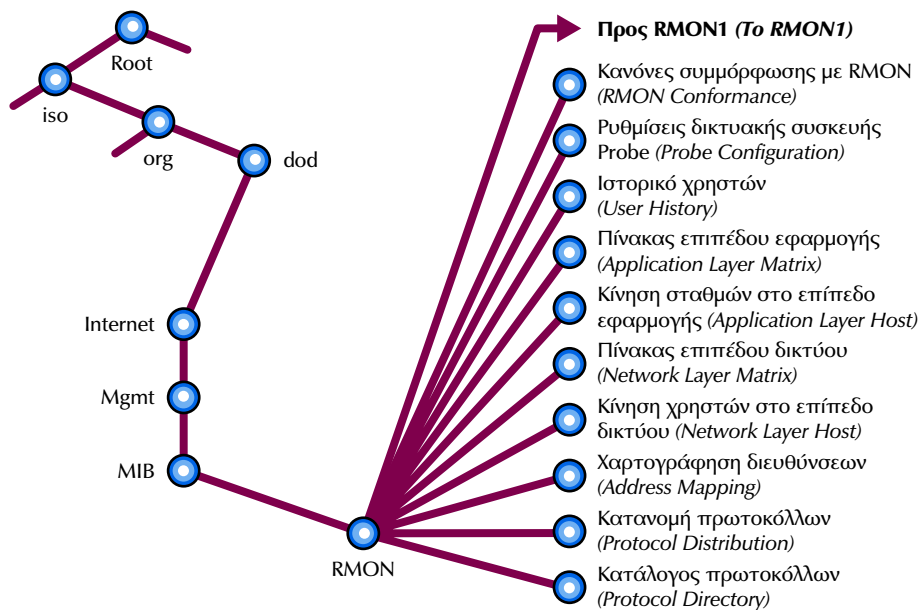 Root
iso
org
dod
Internet
Mgmt
MIB
RMON
Προς RMON1 (To RMON1)
Κανόνες συμμόρφωσης με RMON
(RMON Conformance)
Ρυθμίσεις δικτυακής συσκευής
Probe (Probe Configuration)
Ιστορικό χρηστών
(User History)
Πίνακας επιπέδου εφαρμογής
(Application Layer Matrix)
Κίνηση σταθμών στο επίπεδο
εφαρμογής (Application Layer Host)
Πίνακας επιπέδου δικτύου
(Network Layer Matrix)
Κίνηση χρηστών στο επίπεδο
δικτύου (Network Layer Host)
Χαρτογράφηση διευθύνσεων
(Address Mapping)
Κατανομή πρωτοκόλλων
(Protocol Distribution)
Κατάλογος πρωτοκόλλων
(Protocol Directory)